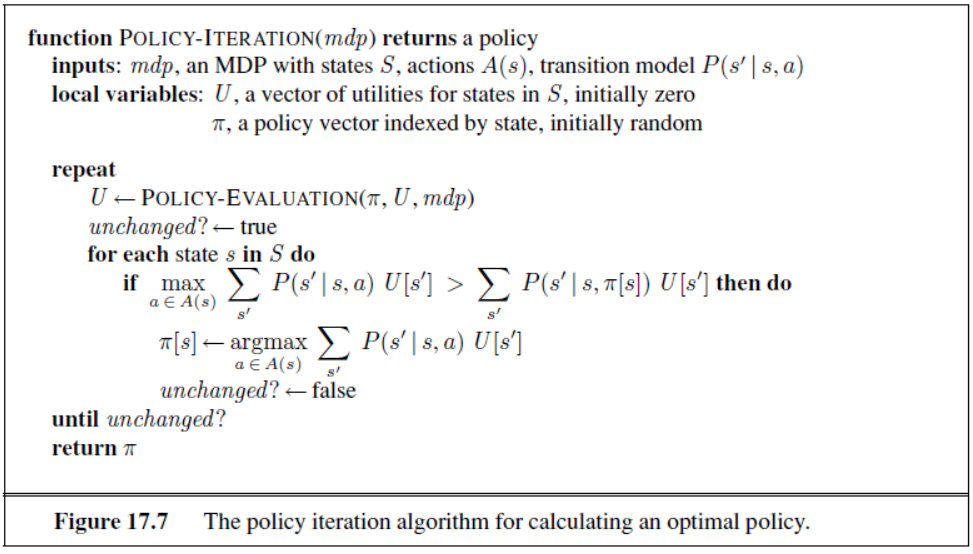 function POLICY-ITERATION(mdp) returns a policy
inputs: mdp, an MDP with states S, actions A(s), transition model P(s′ | s, a)
local variables: U, a vector of utilities for states in S, initially zero
π, a policy vector indexed by state, initially random
repeat
U ← POLICY-EVALUATION(π, U, mdp)
unchanged? ← true
for each state s in S do
if max a ∈ A(s) ∑ s′ P(s′ | s, a) U[s′] > ∑ s′ P(s′ | s, π[s]) U[s′] then do
π[s] ← argmax a ∈ A(s) ∑ s′ P(s′ | s, a) U[s′]
unchanged? ← false
until unchanged?
return π
Figure 17.7 The policy iteration algorithm for calculating an optimal policy.